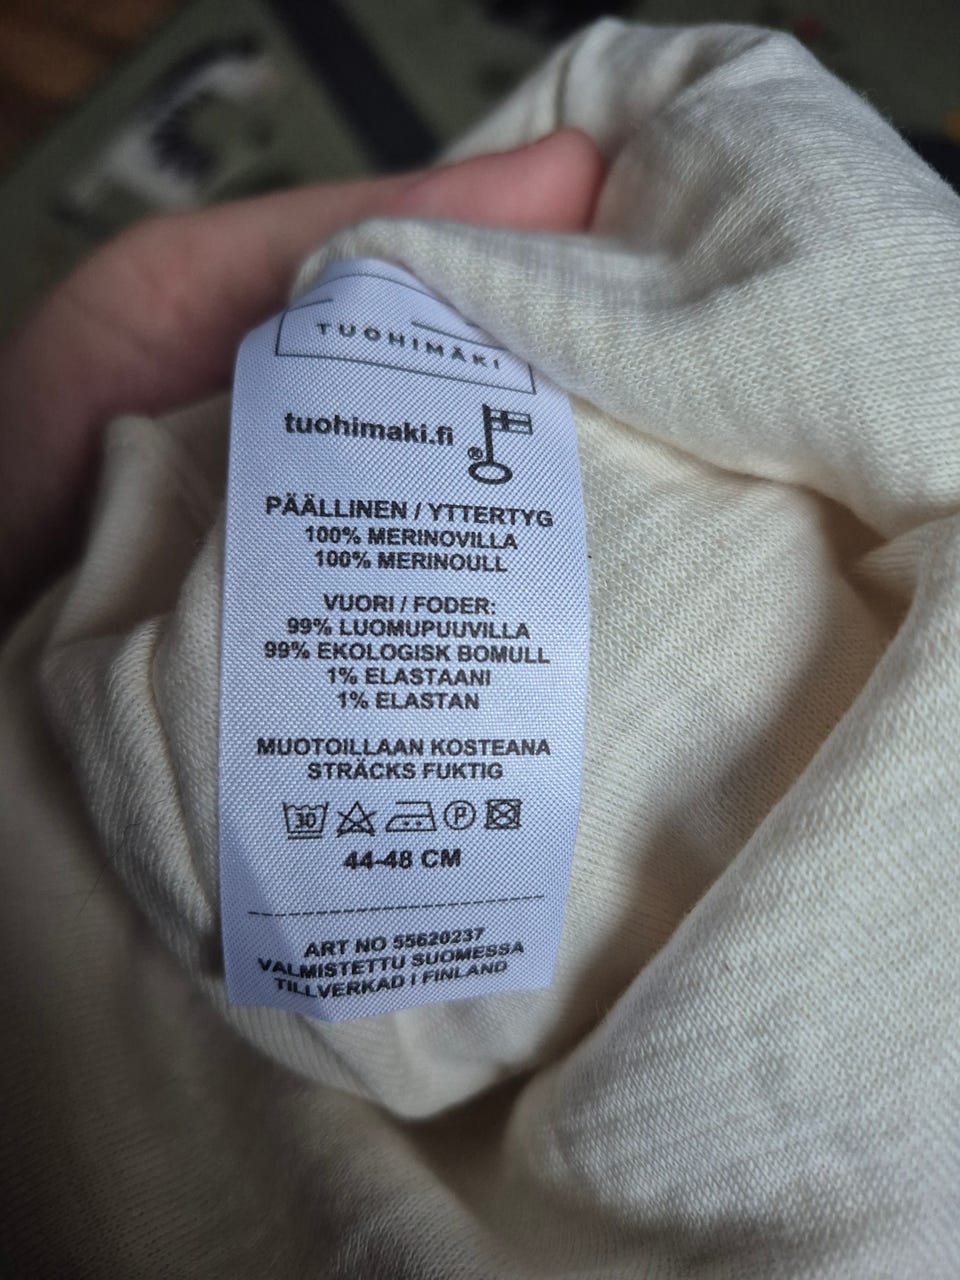 TUOHIMÄKI
tuohimaki.fi
®
PÄÄLLINEN / YTTERTYG
100% MERINOVILLA
100% MERINOULL
VUORI / FODER:
99% LUOMUPUUVILLA
99% EKOLOGISK BOMULL
1% ELASTAANI
1% ELASTAN
MUOTOILLAAN KOSTEANA
STRÄCKS FUKTIG
30 P
44-48 CM
ART NO 55620237
VALMISTETTU SUOMESSA
TILLVERKAD I FINLAND